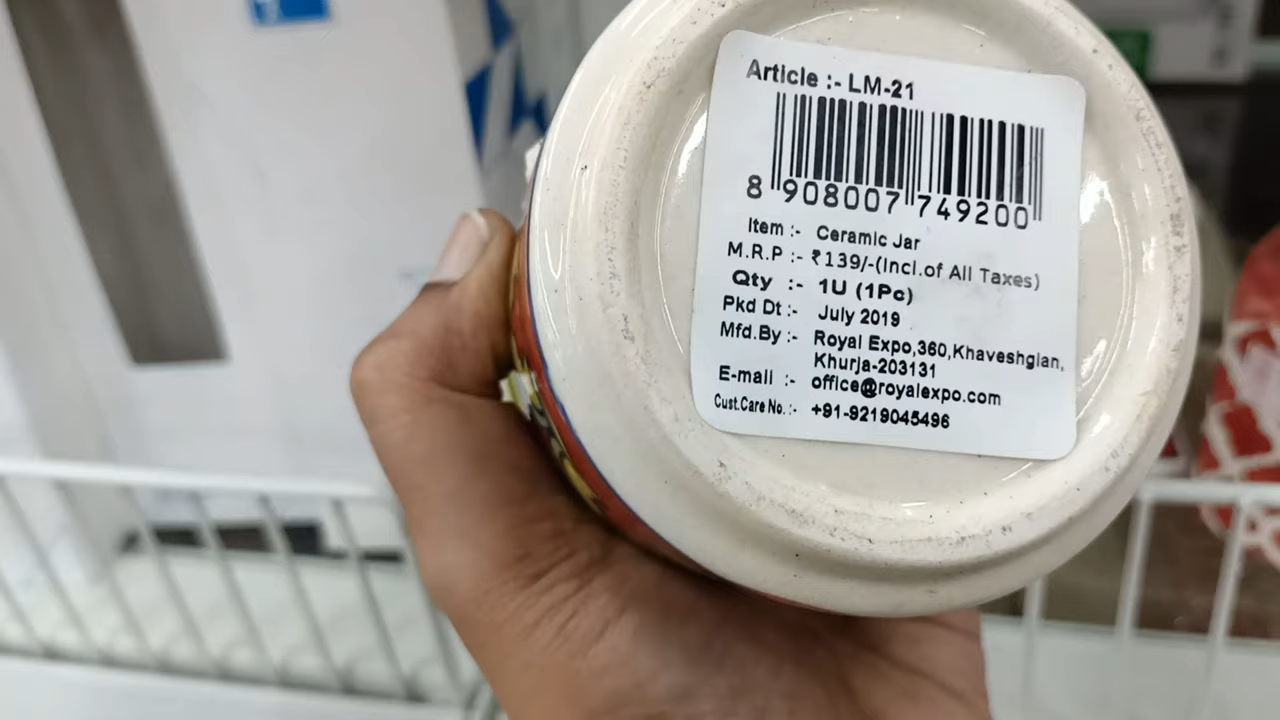 Article :- LM-21
8 908007 749200
Item :- Ceramic Jar
M.R.P :- ₹139/-(Incl.of All Taxes)
Qty :- 1U (1Pc)
Pkd Dt :- July 2019
Mfd.By :- Royal Expo,360,Khaveshgian,
Khurja-203131
E-mail :- office@royalexpo.com
Cust.Care No.:- +91-9219045496